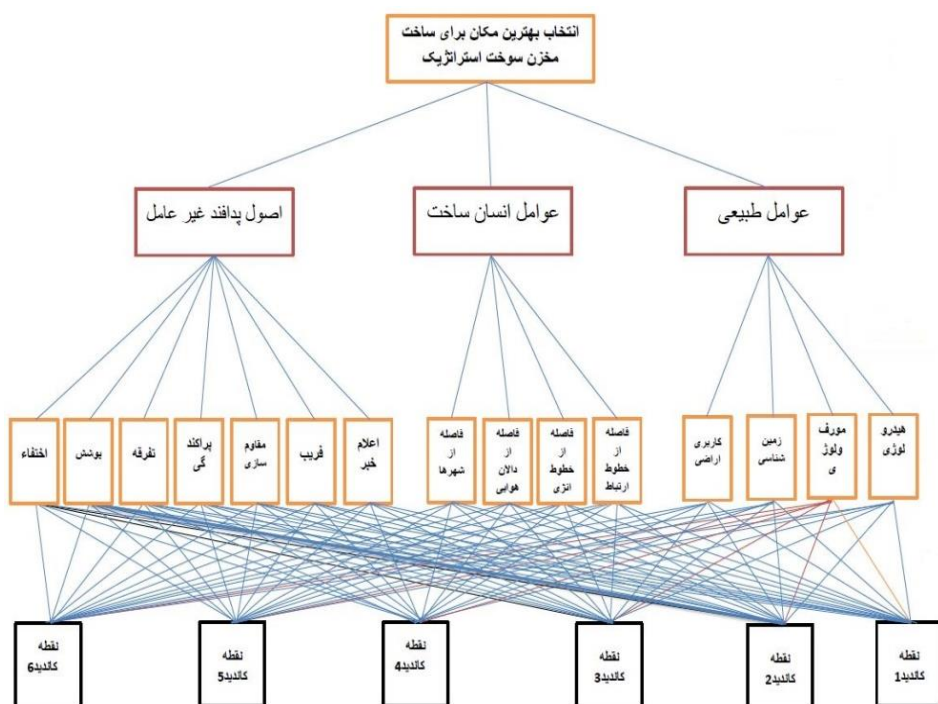 انتخاب بهترین مکان برای ساخت
مخزن سوخت استراتژیک
عوامل طبیعی
عوامل انسان ساخت
اصول پدافند غیر عامل
هیدرو
لوژی
مورف
ولوژ
ی
زمین
شناسی
کاربری
اراضی
فاصله
از
خطوط
ارتباط
فاصله
از
خطوط
انژی
فاصله
از
دالان
هوایی
فاصله
از
شهرها
اعلام
خبر
فریب
مقاوم
سازی
پراکند
گی
تفرقه
پوشش
اختفاء
نقطه
کاندید1
نقطه
کاندید2
نقطه
کاندید3
نقطه
کاندید4
نقطه
کاندید5
نقطه
کاندید6